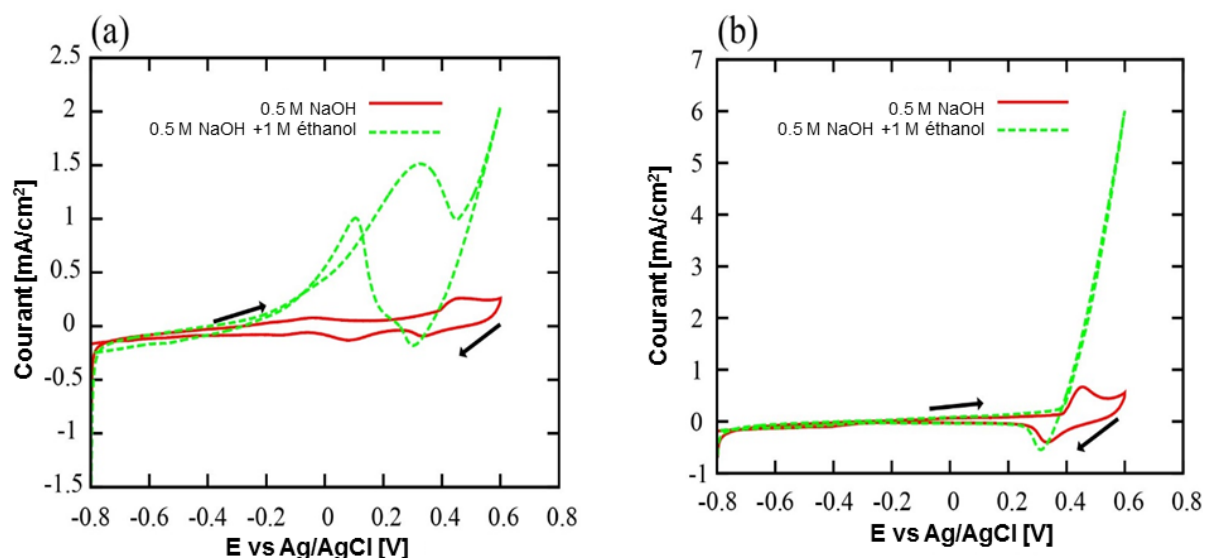 (a)
2.5
2
1.5
1
0.5
0
-0.5
-1
-1.5
Courant [mA/cm²]
0.5 M NaOH
0.5 M NaOH +1 M éthanol
-0.8 -0.6 -0.4 -0.2 0 0.2 0.4 0.6 0.8
E vs Ag/AgCl [V]
(b)
7
6
5
4
3
2
1
0
-1
Courant [mA/cm²]
0.5 M NaOH
0.5 M NaOH +1 M éthanol
-0.8 -0.6 -0.4 -0.2 0 0.2 0.4 0.6 0.8
E vs Ag/AgCl [V]